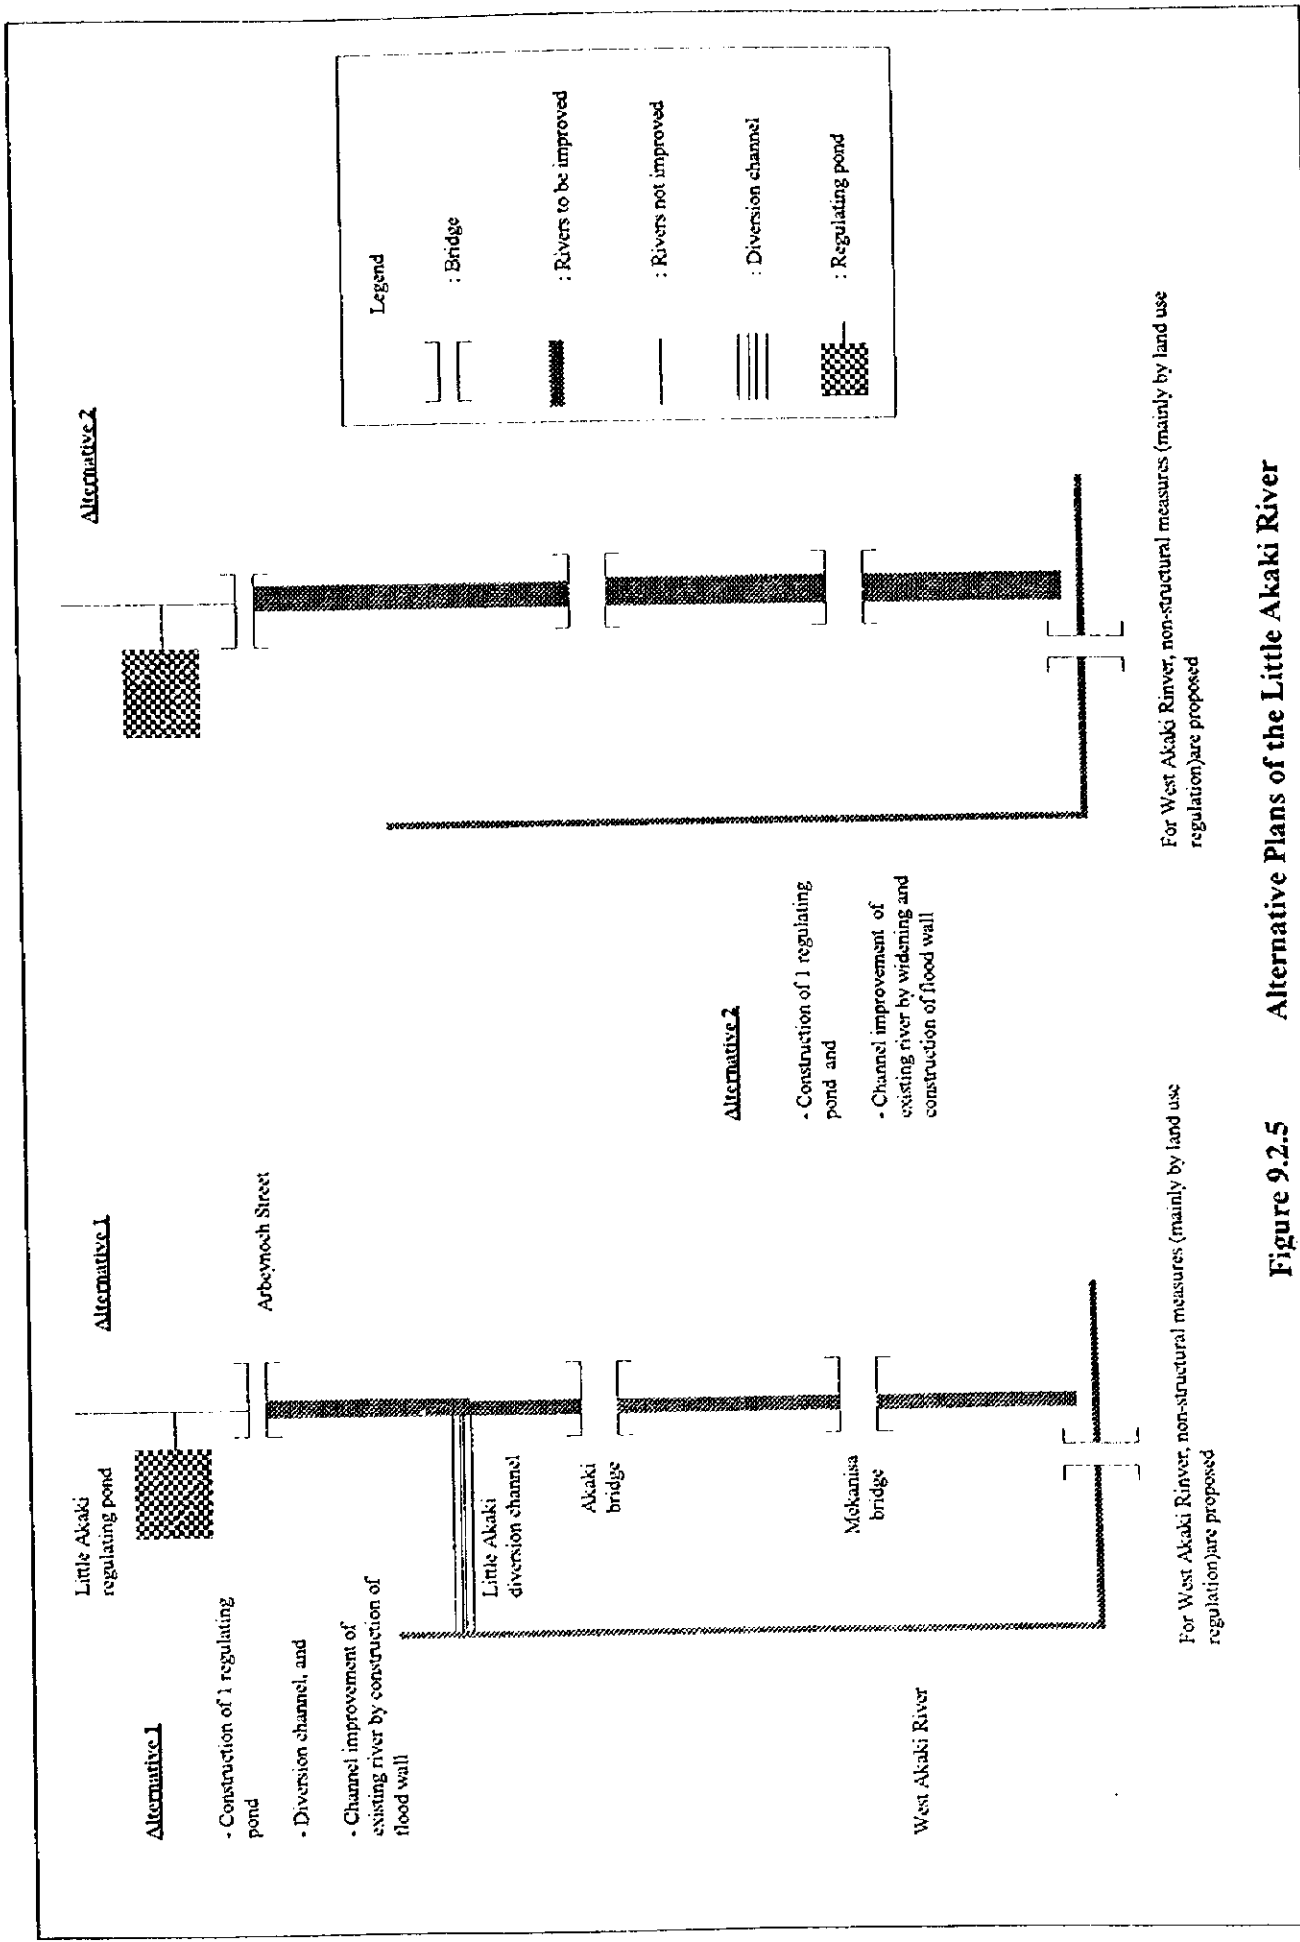 Alternative 1
- Construction of 1 regulating
pond
- Diversion channel, and
- Channel improvement of
existing river by construction of
flood wall
Little Akaki
regulating pond
Alternative 1
Arbeynoch Street
Little Akaki
diversion channel
Akaki
bridge
Mekanisa
bridge
West Akaki River
For West Akaki Rinver, non-structural measures (mainly by land use
regulation)are proposed
Alternative 2
- Construction of 1 regulating
pond and
- Channel improvement of
existing river by widening and
construction of flood wall
Alternative 2
For West Akaki Rinver, non-structural measures (mainly by land use
regulation)are proposed
Legend
: Bridge
: Rivers to be improved
: Rivers not improved
: Diversion channel
: Regulating pond
Figure 9.2.5 Alternative Plans of the Little Akaki River